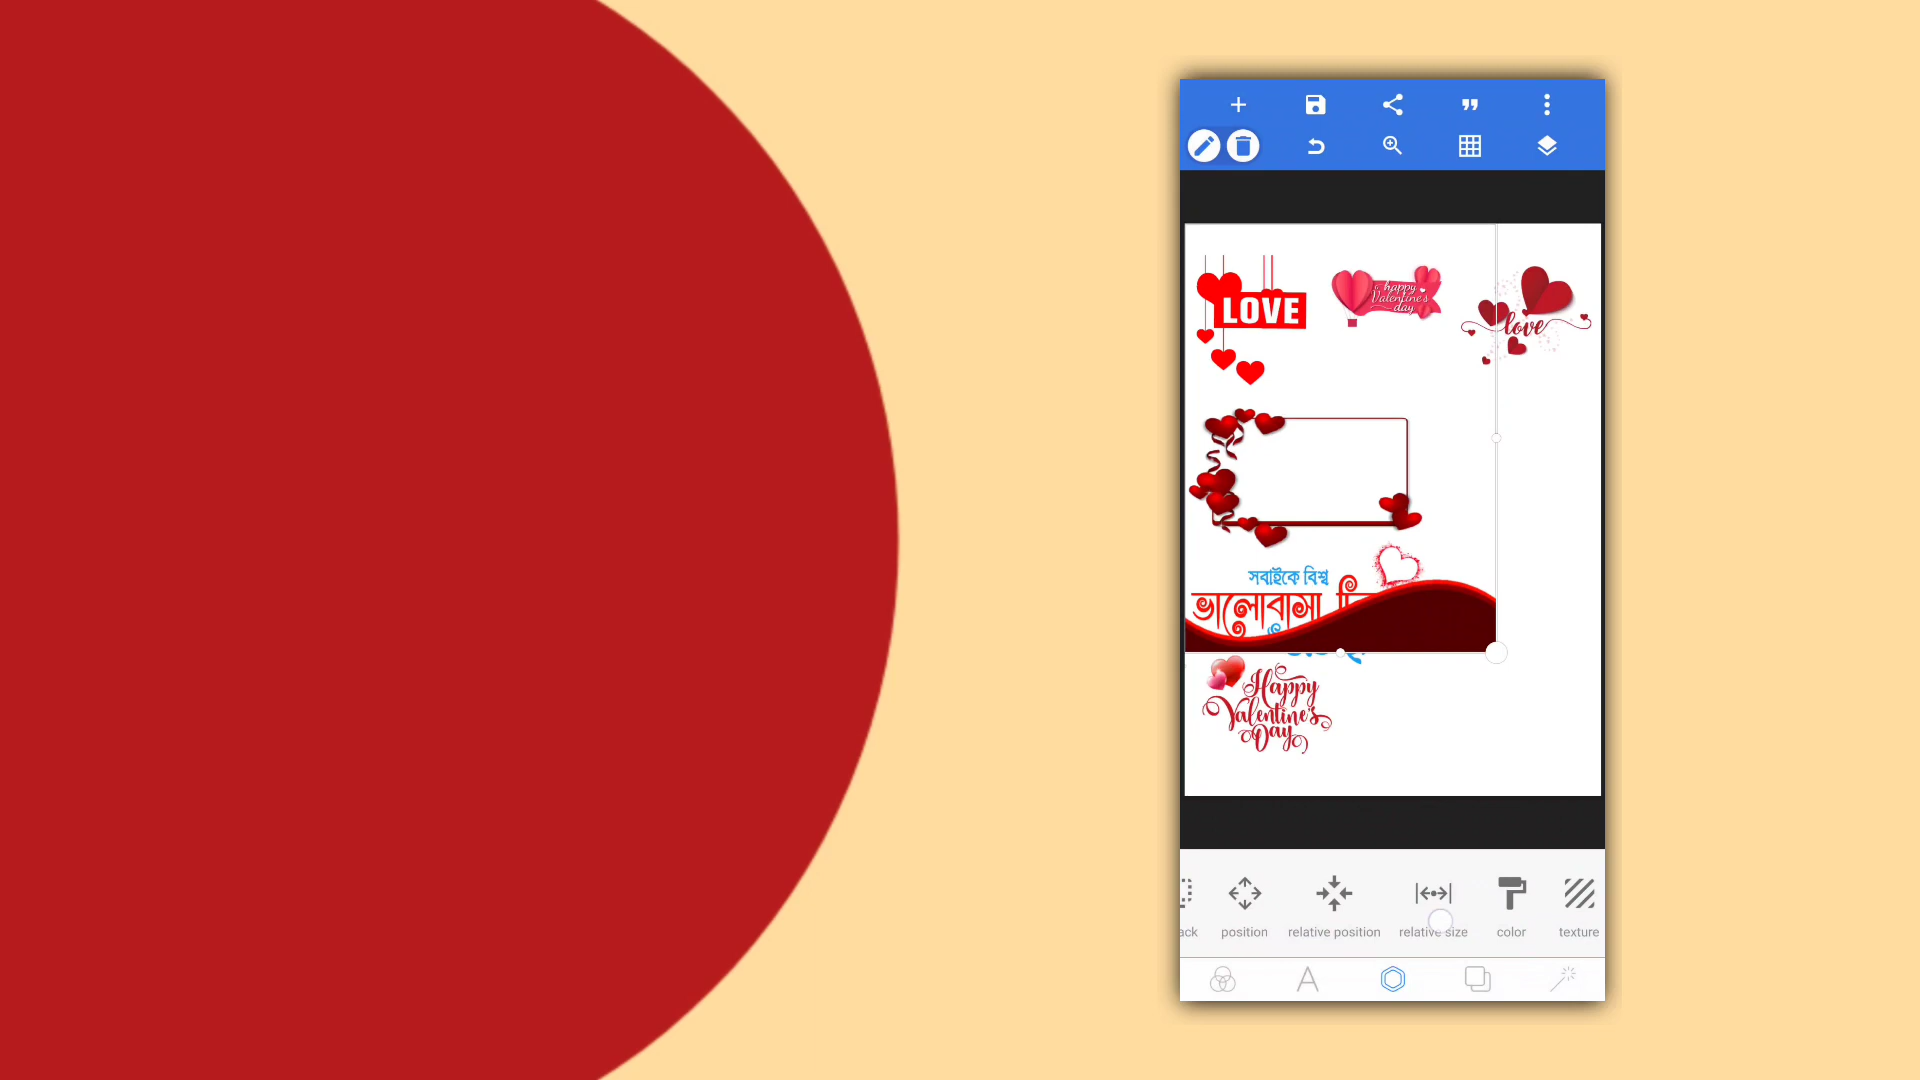 LOVE
happy
Valentine's
day
love
সবাইকে বিশ্ব
ভালোবাসা
Happy
Valentine's
Day
ack
position
relative position
relative size
color
texture